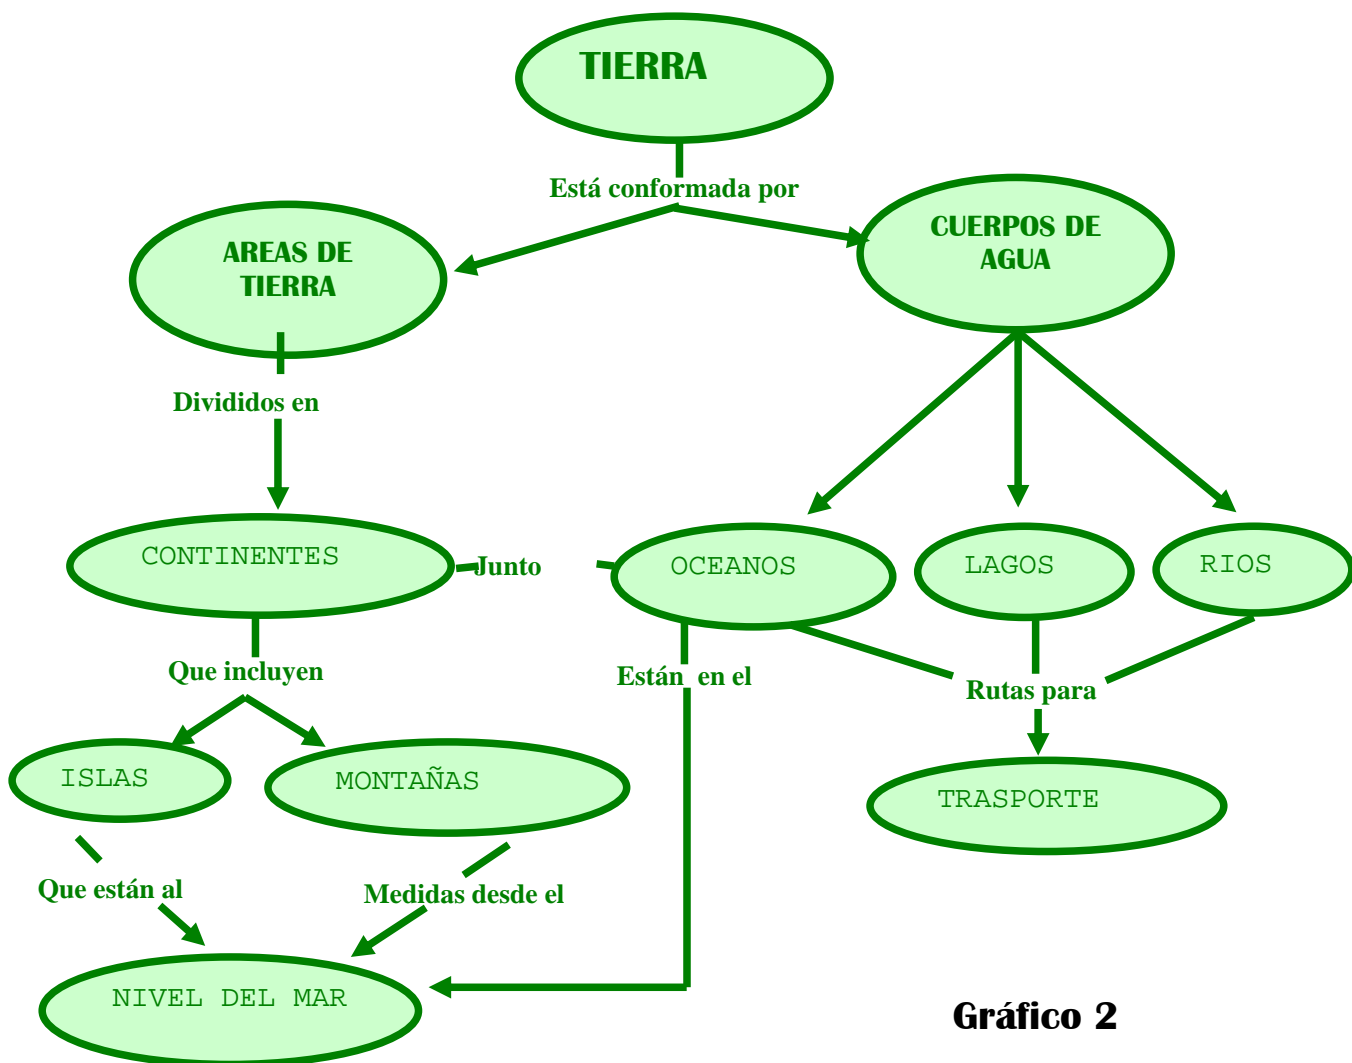 TIERRA
Está conformada por
AREAS DE
TIERRA
CUERPOS DE
AGUA
Divididos en
CONTINENTES
Junto
OCEANOS
LAGOS
RIOS
Que incluyen
Están en el
Rutas para
ISLAS
MONTAÑAS
TRASPORTE
Que están al
Medidas desde el
NIVEL DEL MAR
Gráfico 2